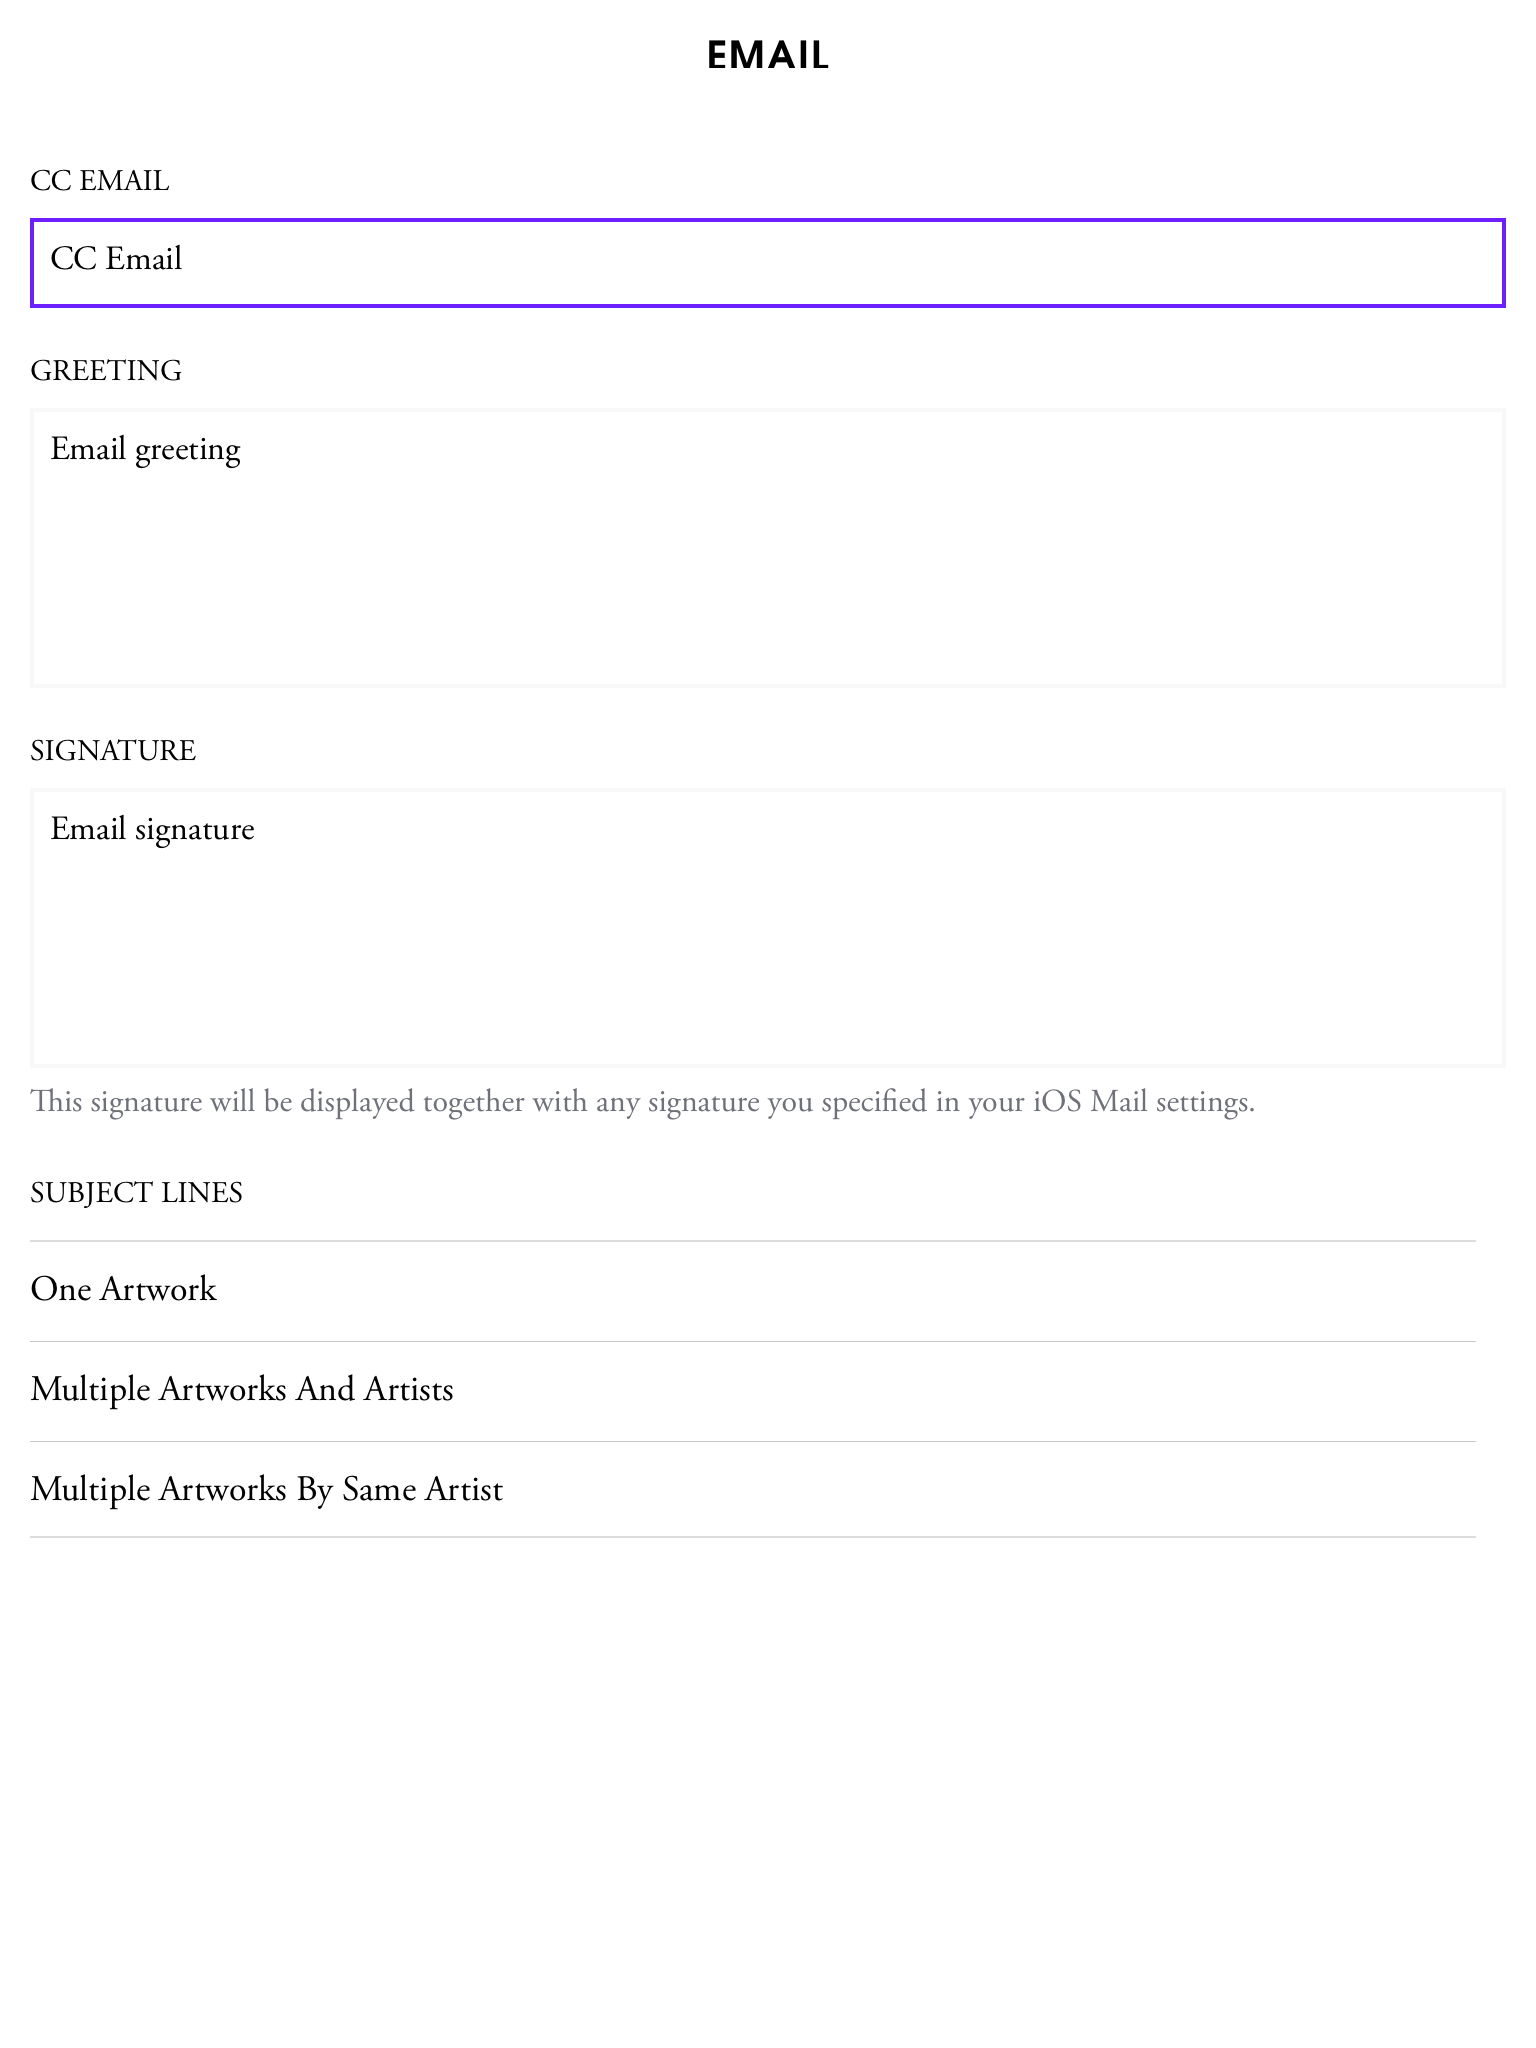 EMAIL
CC EMAIL
CC Email
GREETING
Email greeting
SIGNATURE
Email signature
This signature will be displayed together with any signature you specified in your iOS Mail settings.
SUBJECT LINES
One Artwork
Multiple Artworks And Artists
Multiple Artworks By Same Artist